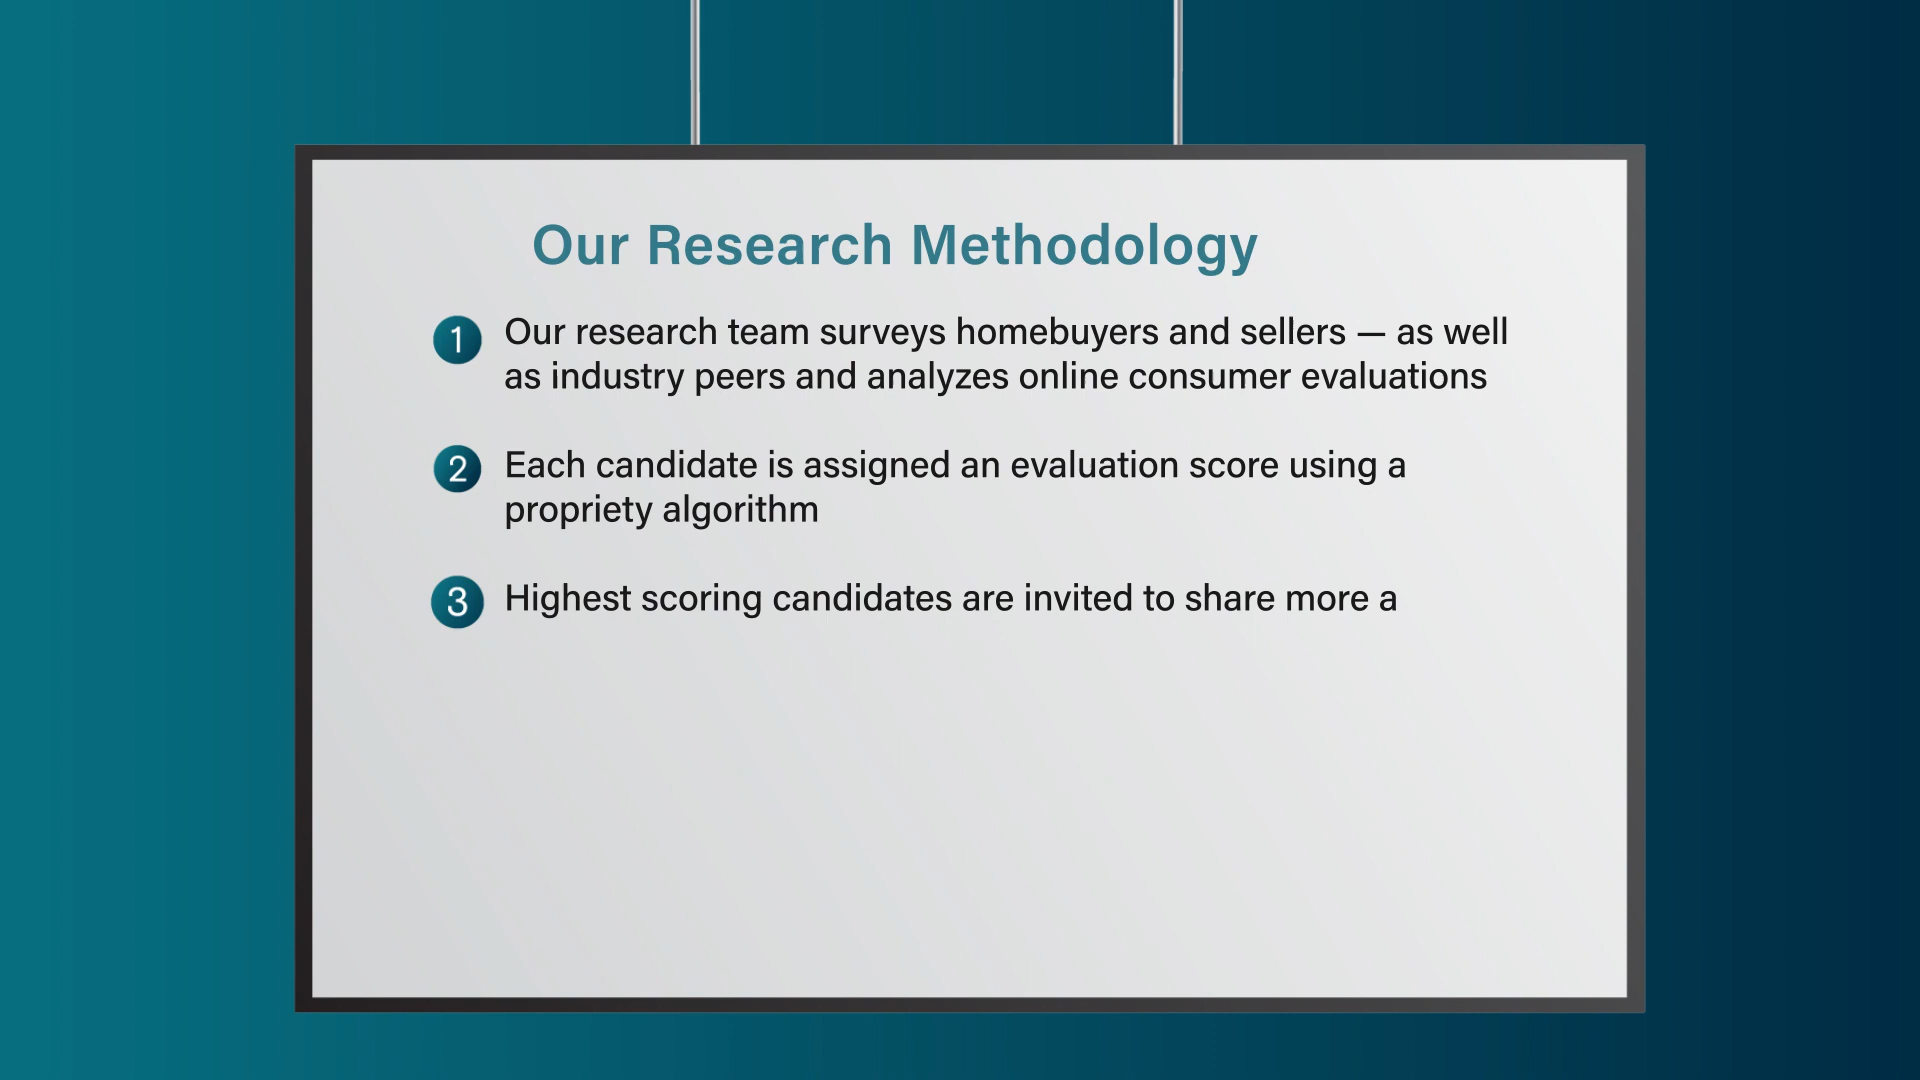 Our Research Methodology
1 Our research team surveys homebuyers and sellers — as well
as industry peers and analyzes online consumer evaluations
2 Each candidate is assigned an evaluation score using a
propriety algorithm
3 Highest scoring candidates are invited to share more a